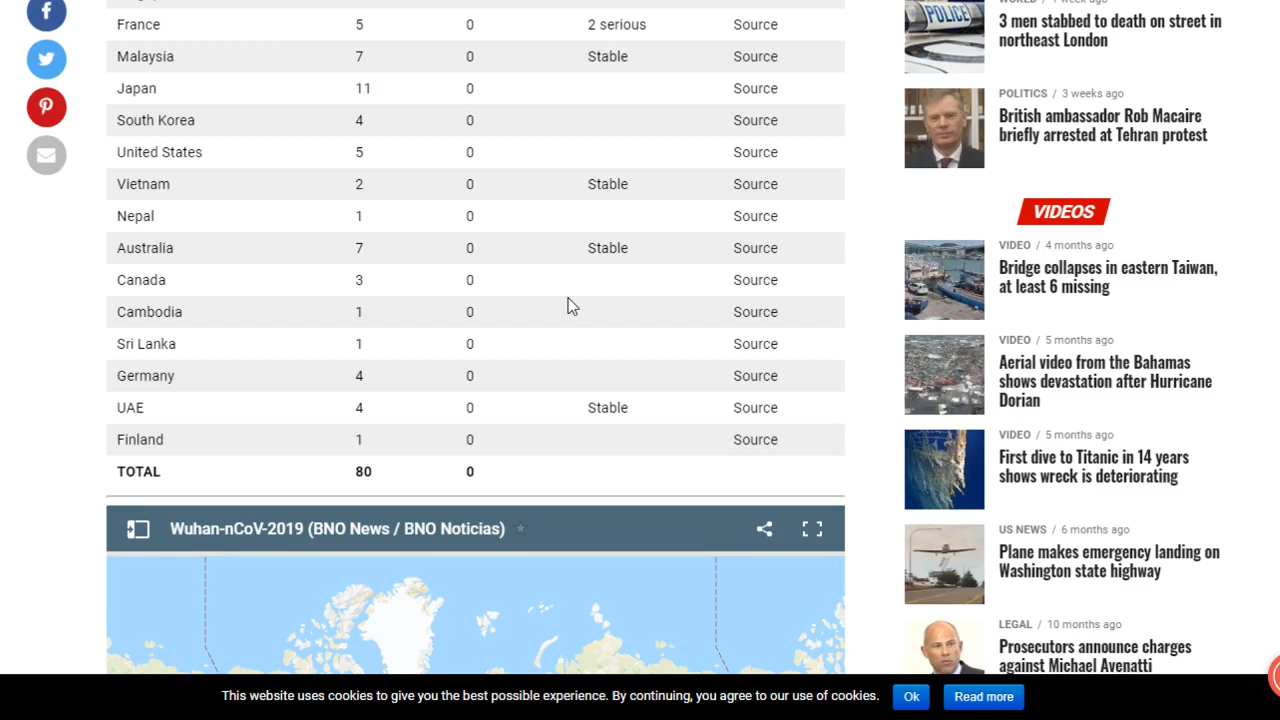 France 5 0 2 serious Source
Malaysia 7 0 Stable Source
Japan 11 0 Source
South Korea 4 0 Source
United States 5 0 Source
Vietnam 2 0 Stable Source
Nepal 1 0 Source
Australia 7 0 Stable Source
Canada 3 0 Source
Cambodia 1 0 Source
Sri Lanka 1 0 Source
Germany 4 0 Source
UAE 4 0 Stable Source
Finland 1 0 Source
TOTAL 80 0
Wuhan-nCoV-2019 (BNO News / BNO Noticias)
3 men stabbed to death on street in
northeast London
POLICE
POLITICS / 3 weeks ago
British ambassador Rob Macaire
briefly arrested at Tehran protest
VIDEOS
VIDEO / 4 months ago
Bridge collapses in eastern Taiwan,
at least 6 missing
VIDEO / 5 months ago
Aerial video from the Bahamas
shows devastation after Hurricane
Dorian
VIDEO / 5 months ago
First dive to Titanic in 14 years
shows wreck is deteriorating
US NEWS / 6 months ago
Plane makes emergency landing on
Washington state highway
LEGAL / 10 months ago
Prosecutors announce charges
against Michael Avenatti
This website uses cookies to give you the best possible experience. By continuing, you agree to our use of cookies. Ok Read more